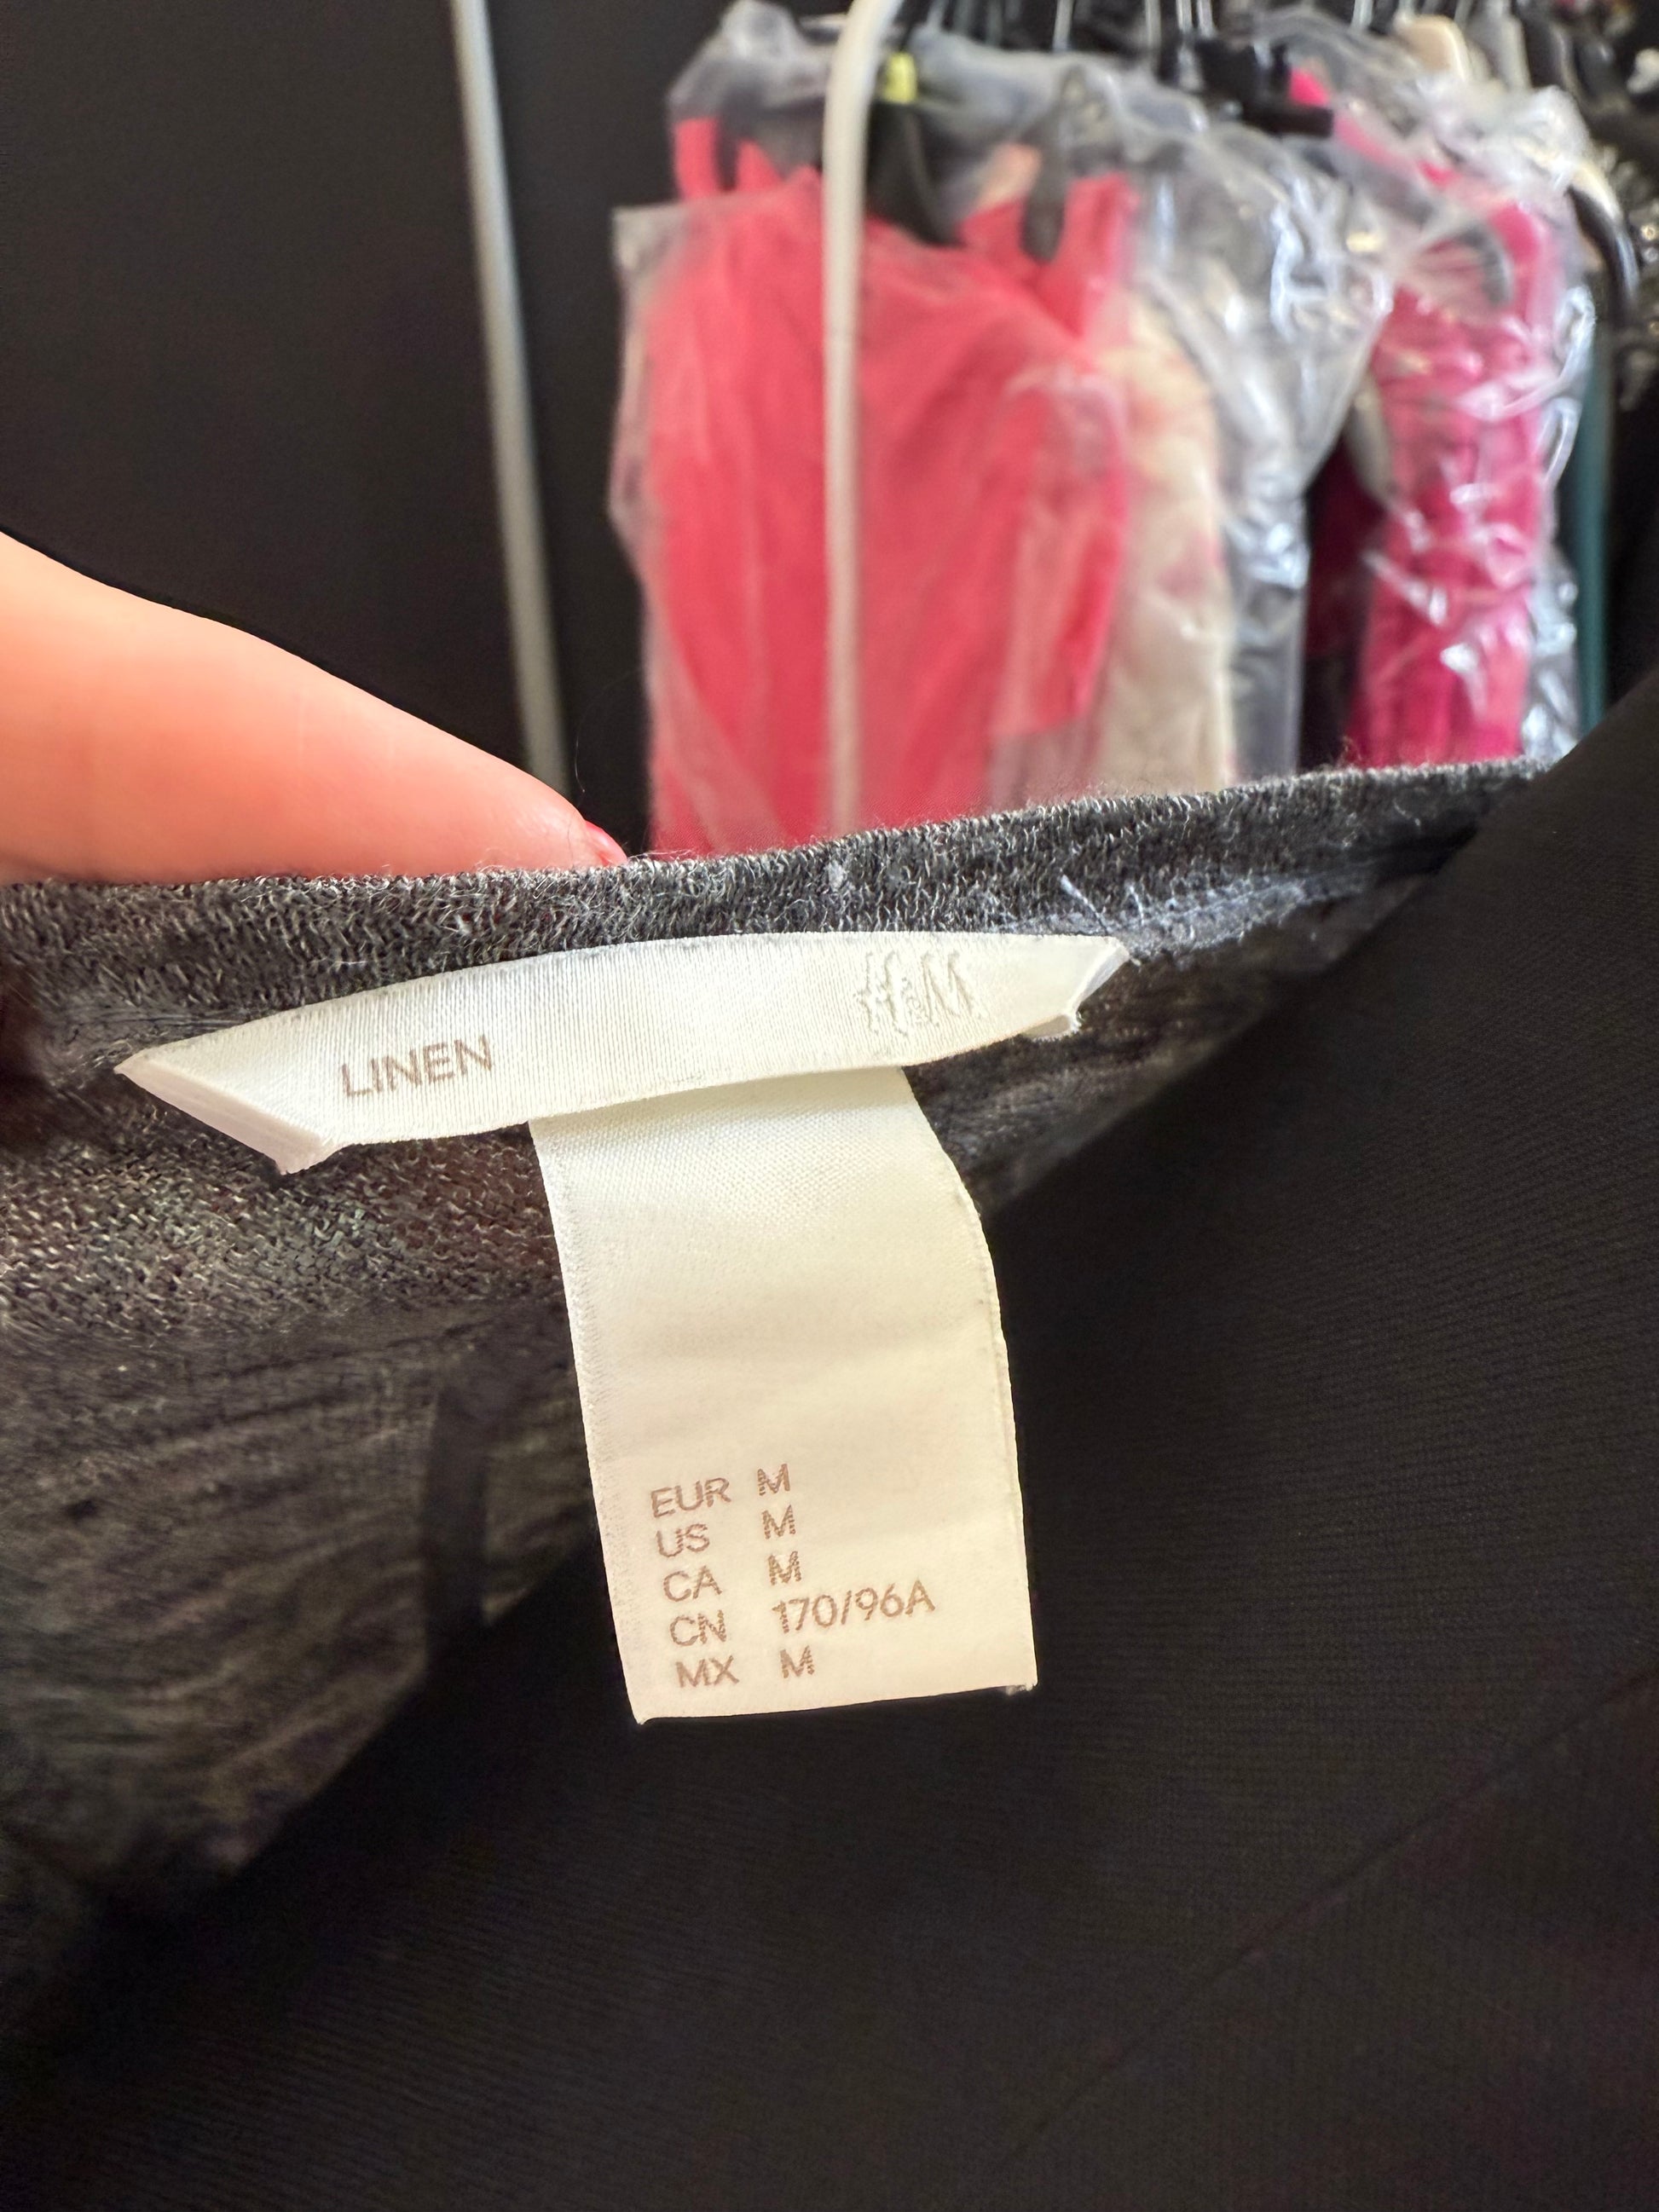 LINEN H&M
EUR M
US M
CA M
CN 170/96A
MX M